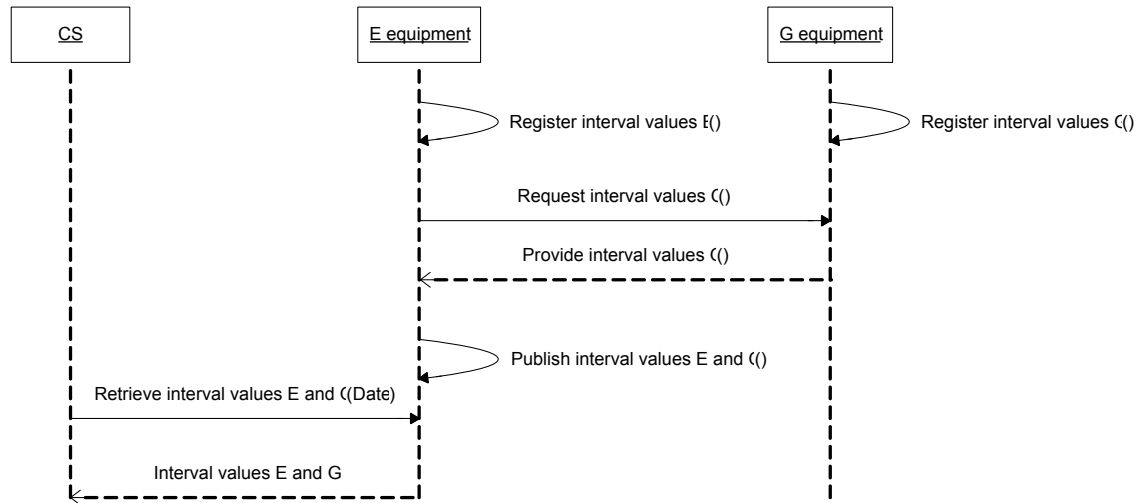 CS
E equipment
G equipment
Register interval values E()
Register interval values G()
Request interval values G()
Provide interval values G()
Publish interval values E and G()
Retrieve interval values E and G(Date)
Interval values E and G